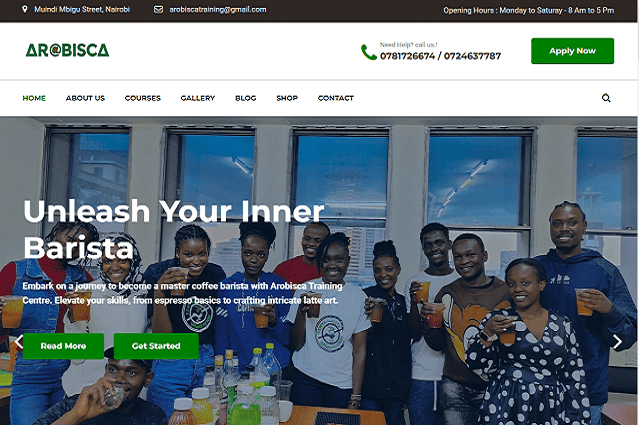 Muindi Mbigu Street, Nairobi
arobiscatraining@gmail.com
Opening Hours : Monday to Saturay - 8 Am to 5 Pm
AR@BISCA
Need Help? call us!
0781726674 / 0724637787
Apply Now
HOME
ABOUT US
COURSES
GALLERY
BLOG
SHOP
CONTACT
Unleash Your Inner
Barista
Embark on a journey to become a master coffee barista with Arobisca Training
Centre. Elevate your skills, from espresso basics to crafting intricate latte art.
Read More
Get Started